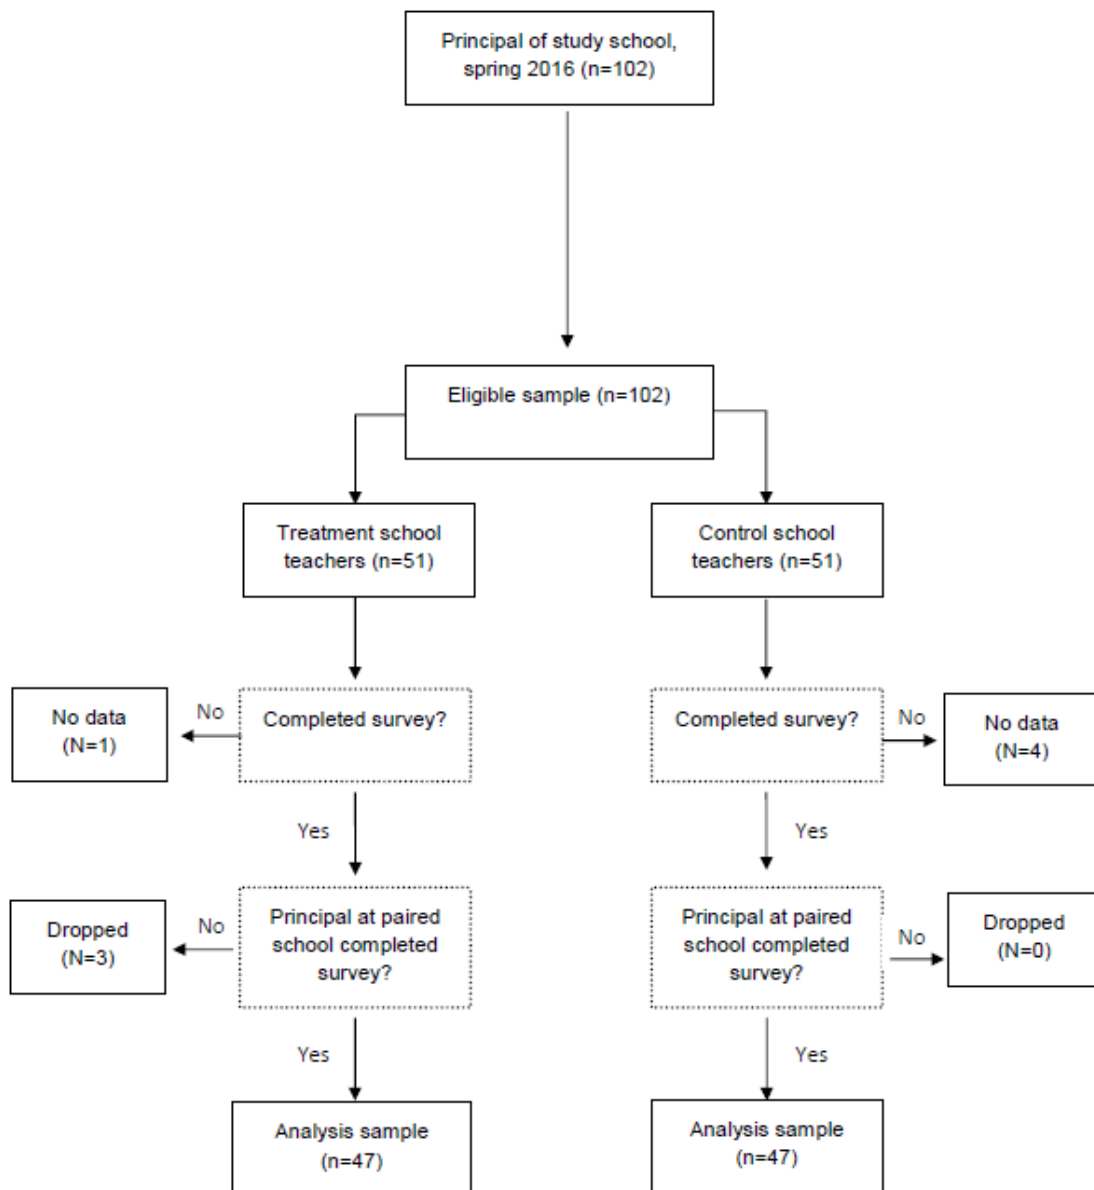 Principal of study school,
spring 2016 (n=102)
Eligible sample (n=102)
Treatment school
teachers (n=51)
Control school
teachers (n=51)
No data
(N=1)
No
Completed survey?
Completed survey?
No
No data
(N=4)
Yes
Yes
Dropped
(N=3)
No
Principal at paired
school completed
survey?
Principal at paired
school completed
survey?
No
Dropped
(N=0)
Yes
Yes
Analysis sample
(n=47)
Analysis sample
(n=47)